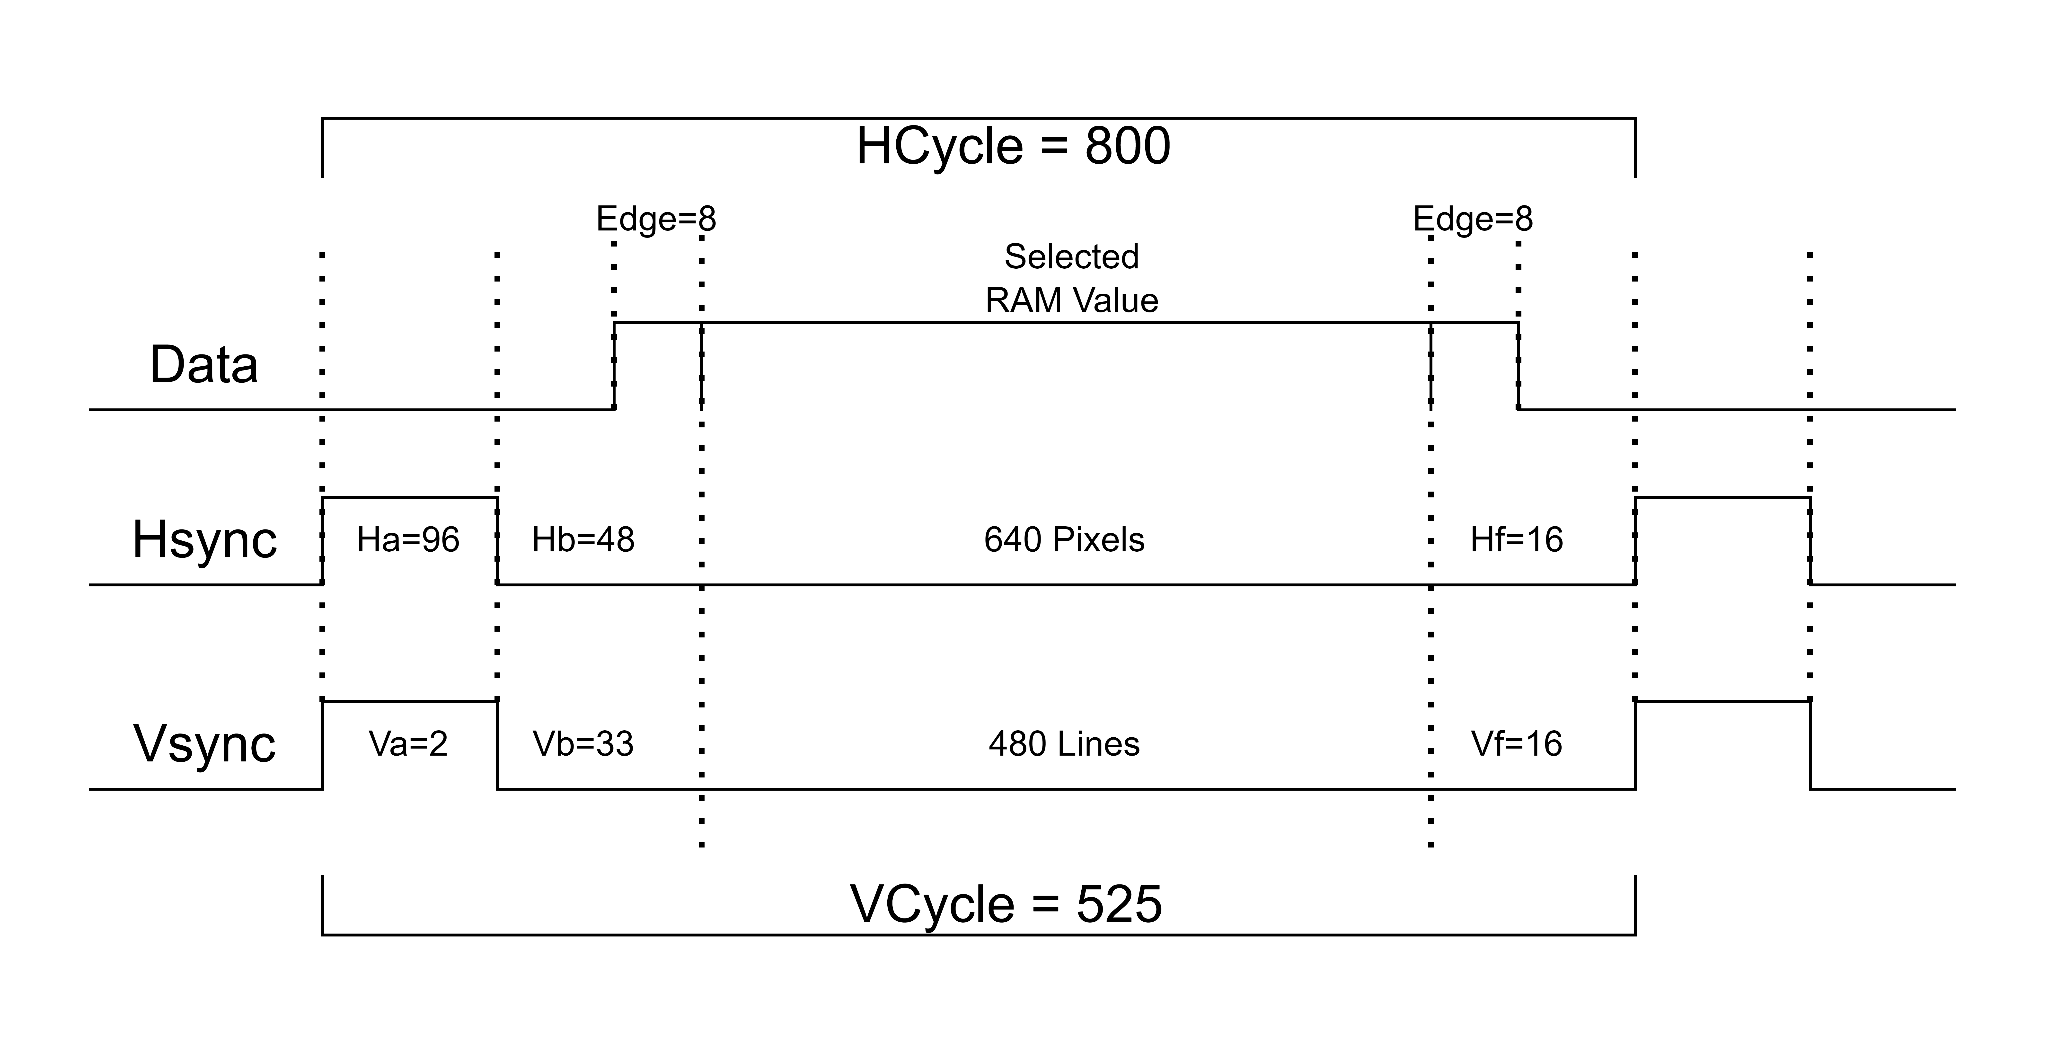 HCycle = 800
Edge=8
Edge=8
Selected
RAM Value
Data
Hsync
Ha=96
Hb=48
640 Pixels
Hf=16
Vsync
Va=2
Vb=33
480 Lines
Vf=16
VCycle = 525